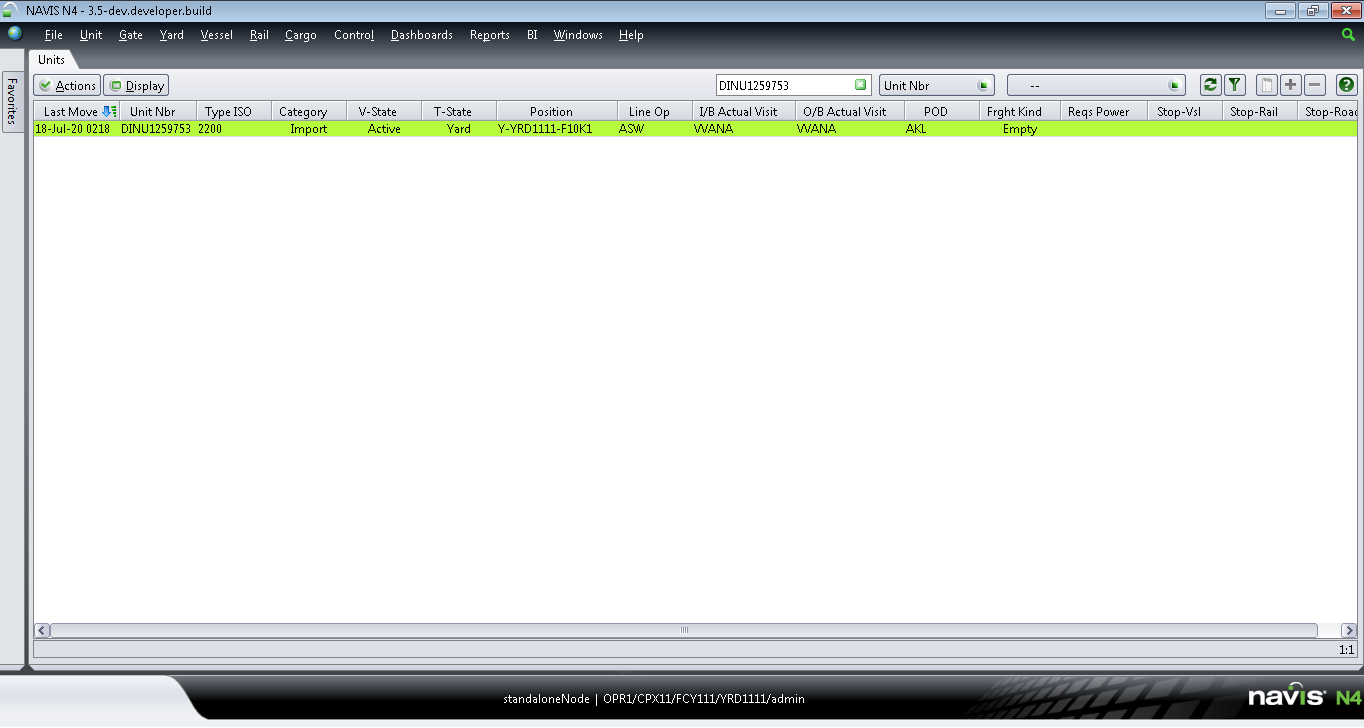 NAVIS N4 - 3.5-dev.developer.build
File Unit Gate Yard Vessel Rail Cargo Control Dashboards Reports BI Windows Help
Units
Favorites
Actions Display DINU1259753 Unit Nbr --
Last Move Unit Nbr Type ISO Category V-State T-State Position Line Op I/B Actual Visit O/B Actual Visit POD Frght Kind Reqs Power Stop-Vsl Stop-Rail Stop-Road
18-Jul-20 0218 DINU1259753 2200 Import Active Yard Y-YRD1111-F10K1 ASW VVANA VVANA AKL Empty
1:1
standaloneNode | OPR1/CPX11/FCY111/YRD1111/admin
navis N4